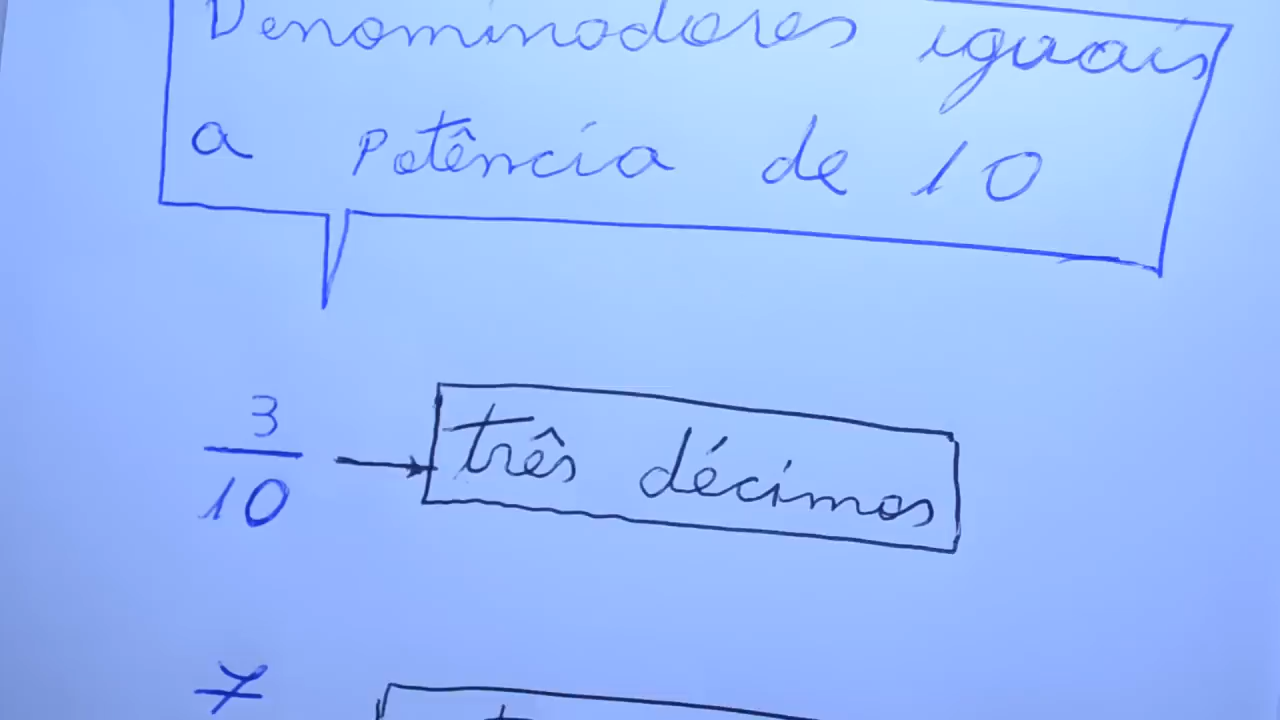 Denominadores iguais
a Potência de 10
3
10
três décimos
7